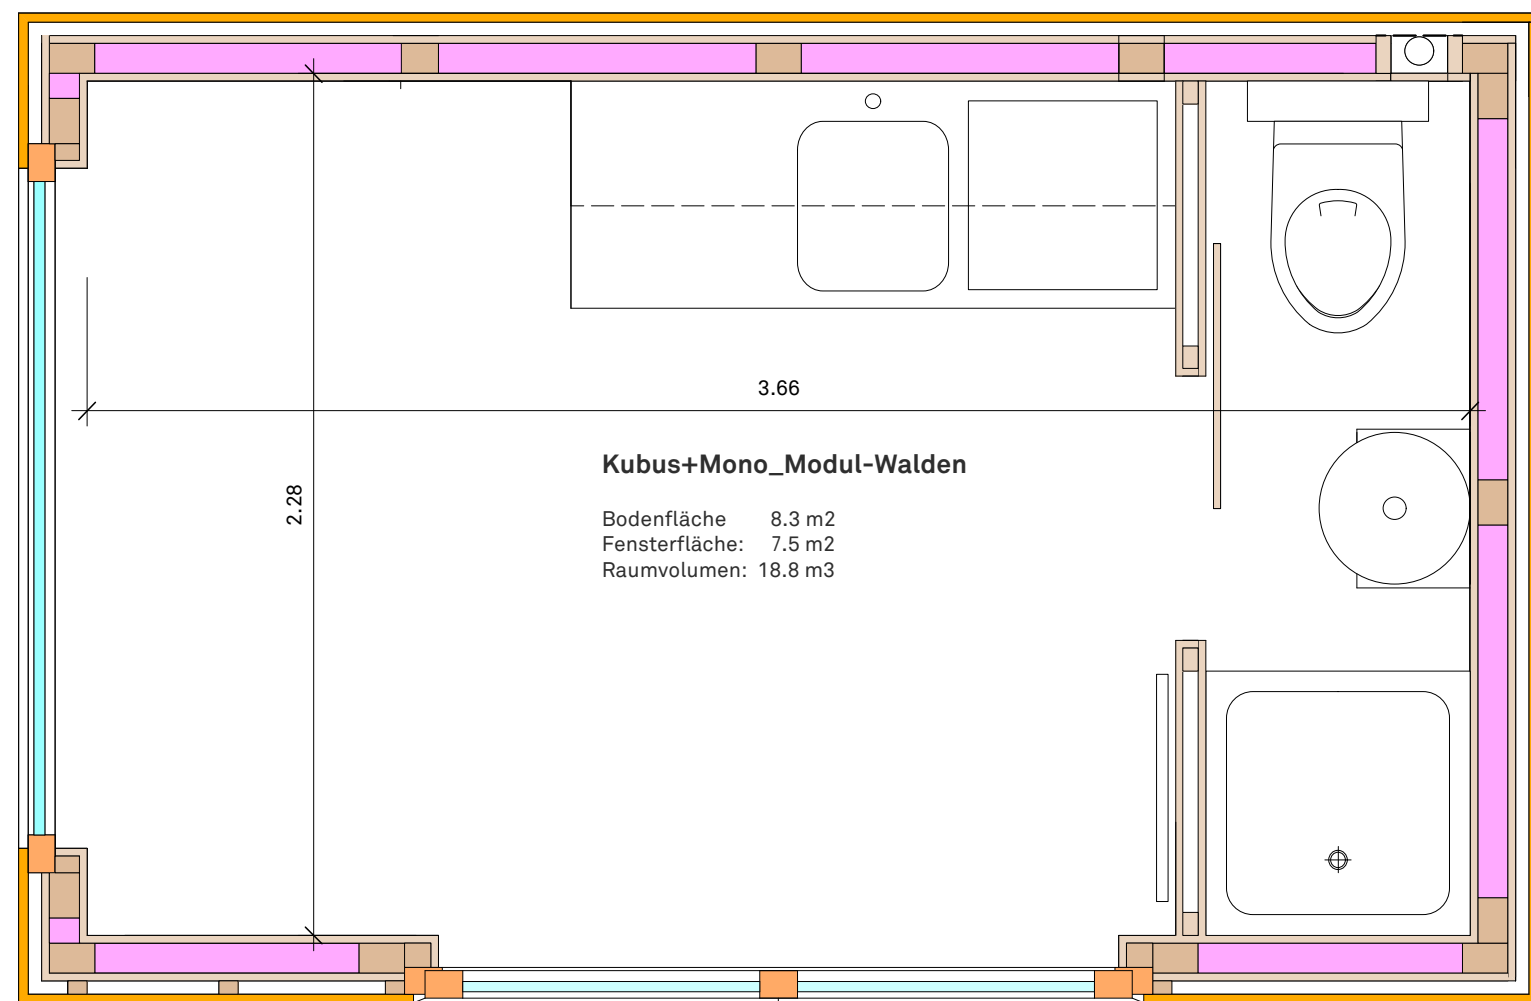 3.66
2.28
Kubus+Mono_Modul-Walden
Bodenfläche 8.3 m2
Fensterfläche: 7.5 m2
Raumvolumen: 18.8 m3